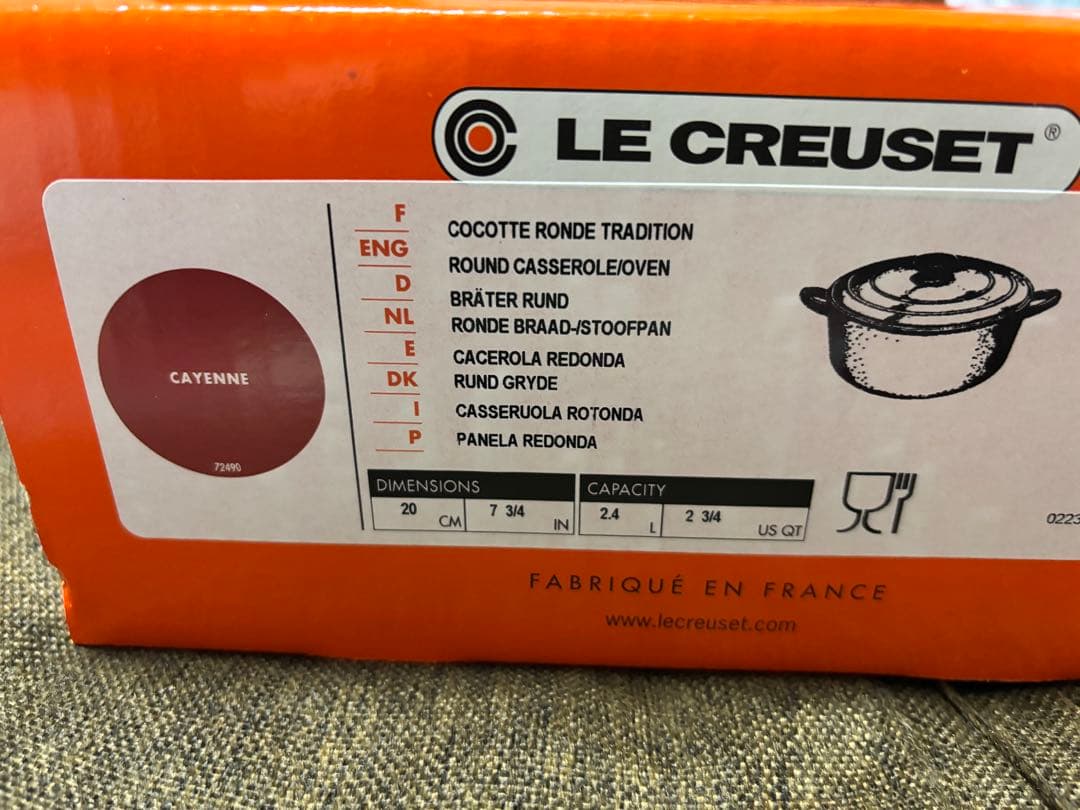 LE CREUSET®
F COCOTTE RONDE TRADITION
ENG ROUND CASSEROLE/OVEN
D BRÄTER RUND
NL RONDE BRAAD-/STOOFPAN
E CACEROLA REDONDA
DK RUND GRYDE
I CASSERUOLA ROTONDA
P PANELA REDONDA
CAYENNE
72490
DIMENSIONS
20 CM 7 3/4 IN
CAPACITY
2.4 L 2 3/4 US QT
0223
FABRIQUÉ EN FRANCE
www.lecreuset.com